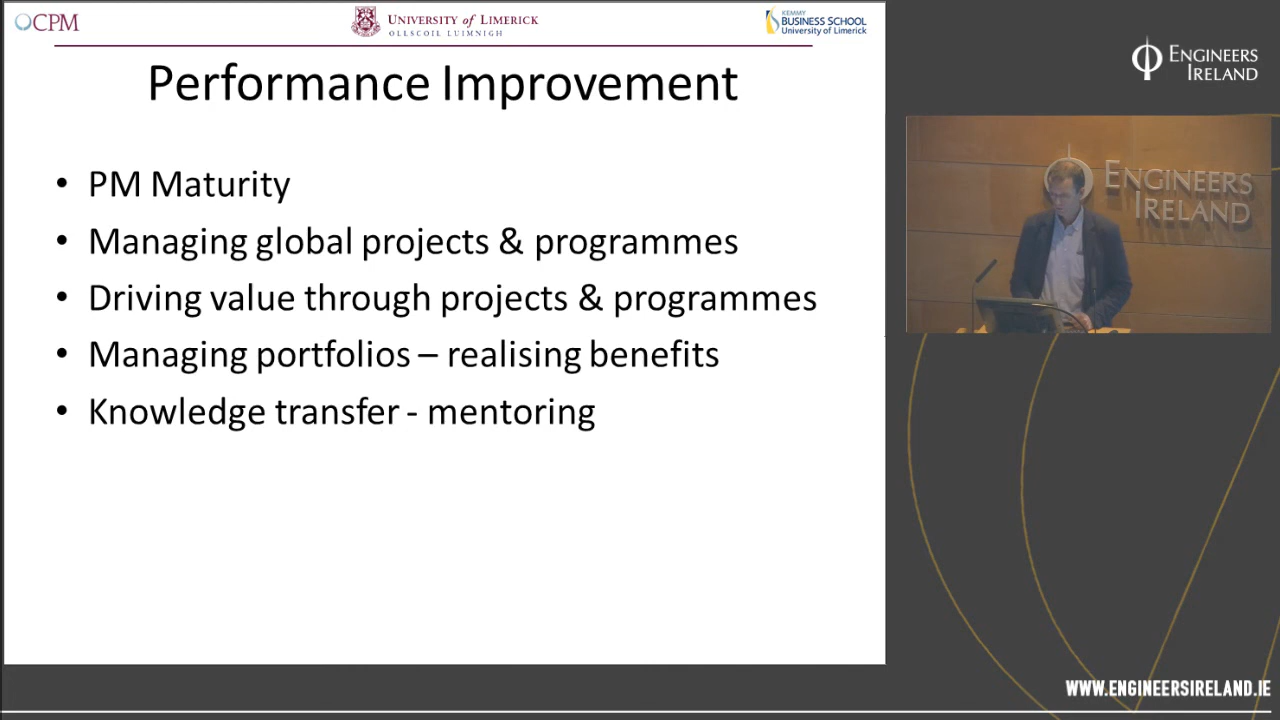 CPM
UNIVERSITY of LIMERICK
OLLSCOIL LUIMNIGH
KEMMY
BUSINESS SCHOOL
University of Limerick
Performance Improvement
• PM Maturity
• Managing global projects & programmes
• Driving value through projects & programmes
• Managing portfolios – realising benefits
• Knowledge transfer - mentoring
ENGINEERS
IRELAND
ENGINEERS
IRELAND
WWW.ENGINEERSIRELAND.IE